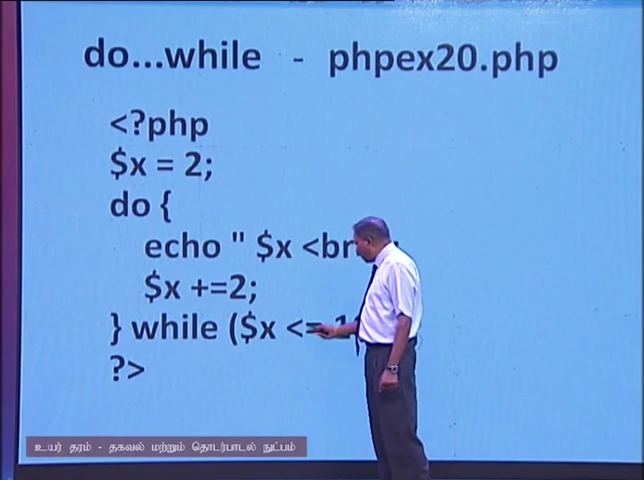 do...while - phpex20.php
<?php
$x = 2;
do {
echo " $x <br
$x +=2;
} while ($x <=
?>
உயர் தரம் - தகவல் மற்றும் தொடர்பாடல் நுட்பம்